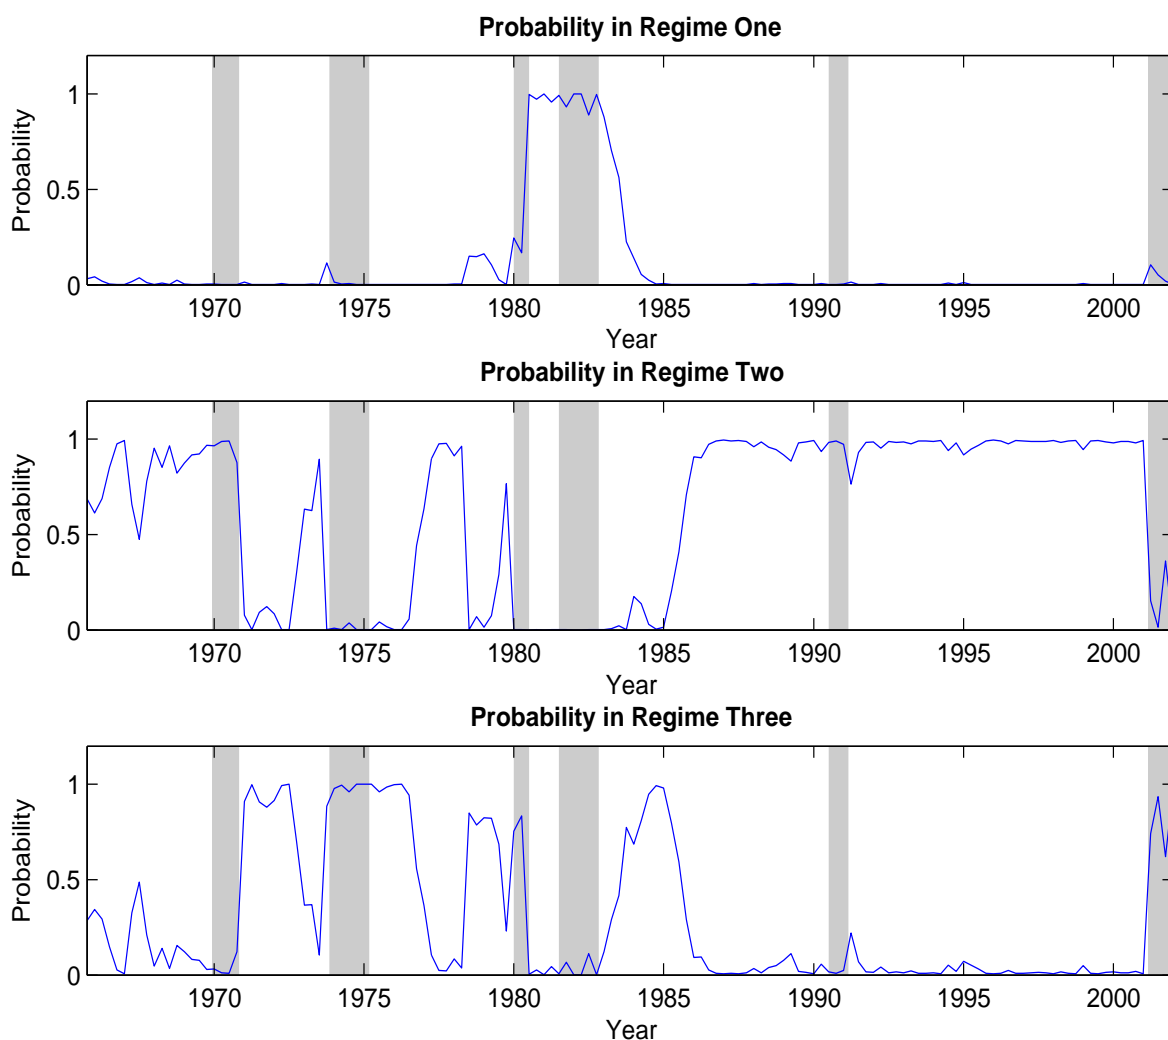 Probability in Regime One
Probability
1
0.5
0
1970 1975 1980 1985 1990 1995 2000
Year
Probability in Regime Two
Probability
1
0.5
0
1970 1975 1980 1985 1990 1995 2000
Year
Probability in Regime Three
Probability
1
0.5
0
1970 1975 1980 1985 1990 1995 2000
Year